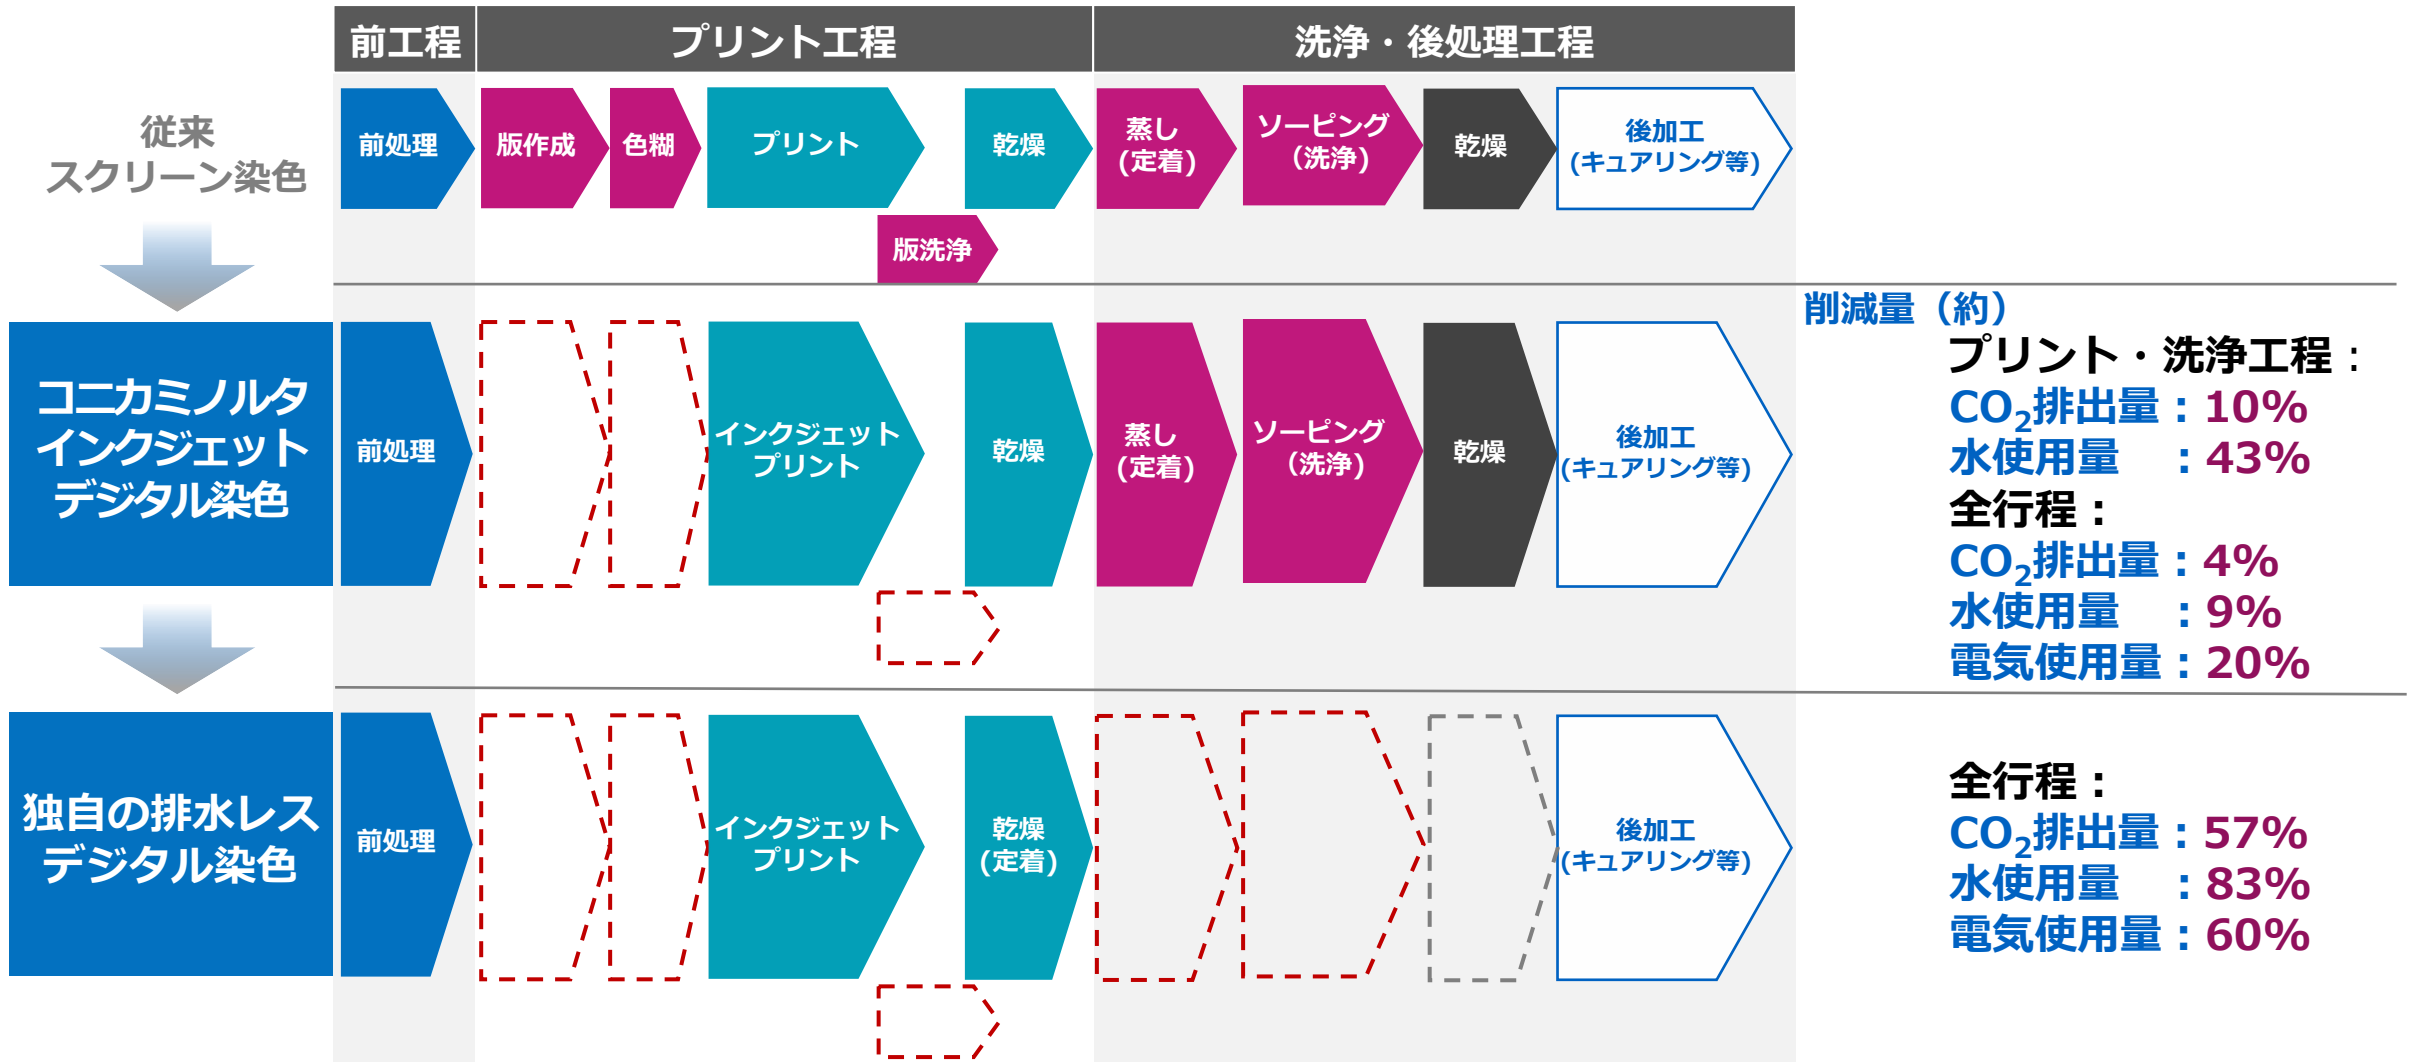 前工程
プリント工程
洗浄・後処理工程
従来
スクリーン染色
前処理
版作成
色糊
プリント
版洗浄
乾燥
蒸し
(定着)
ソーピング
（洗浄）
乾燥
後加工
(キュアリング等)
削減量（約）
コニカミノルタ
インクジェット
デジタル染色
前処理
インクジェット
プリント
乾燥
蒸し
(定着)
ソーピング
（洗浄）
乾燥
後加工
(キュアリング等)
プリント・洗浄工程：
CO₂排出量：10%
水使用量　：43%
全行程：
CO₂排出量：4%
水使用量　：9%
電気使用量：20%
独自の排水レス
デジタル染色
前処理
インクジェット
プリント
乾燥
(定着)
後加工
(キュアリング等)
全行程：
CO₂排出量：57%
水使用量　：83%
電気使用量：60%